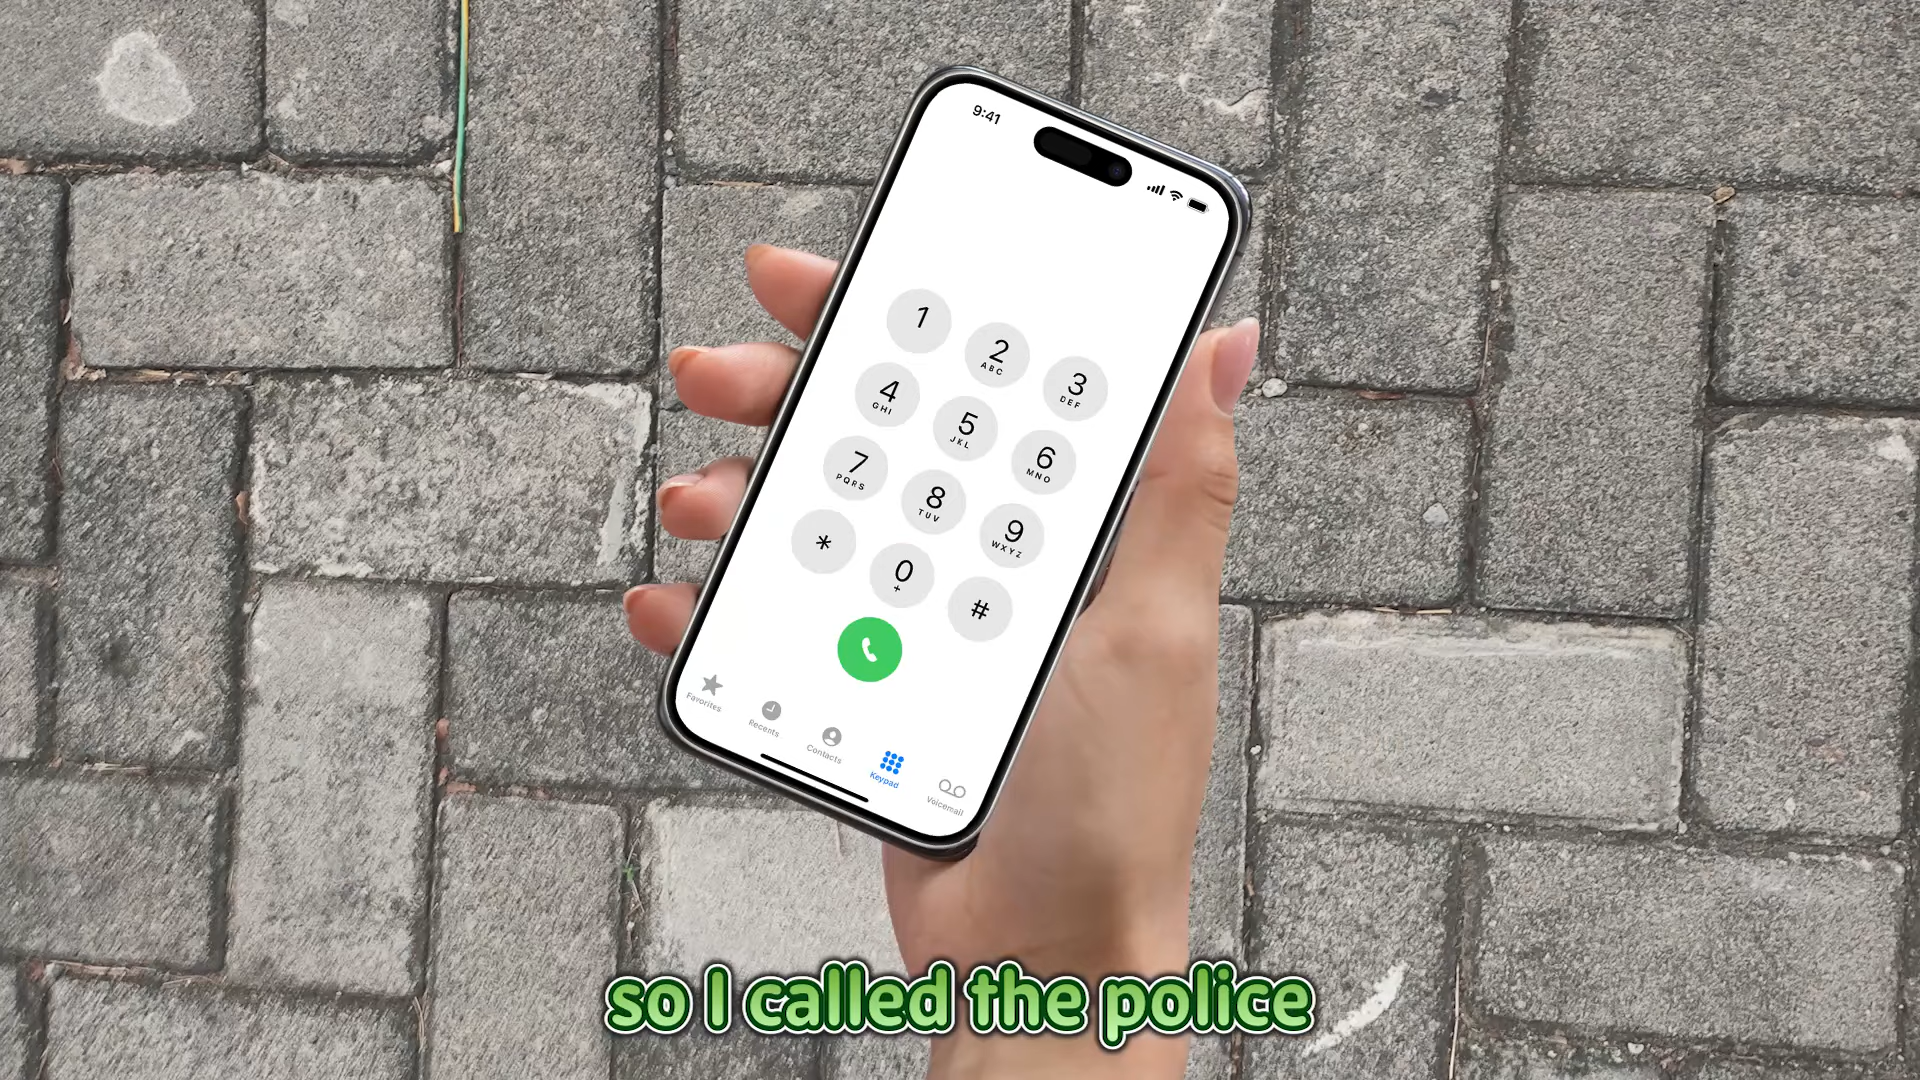 9:41
1
2
ABC
3
DEF
4
GHI
5
JKL
6
MNO
7
PQRS
8
TUV
9
WXYZ
*
0
+
#
Favorites
Recents
Contacts
Keypad
Voicemail
so I called the police